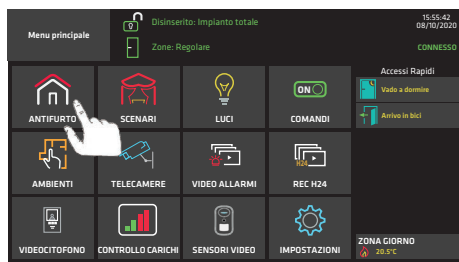 Menu principale
Disinserito: Impianto totale
Zone: Regolare
15:55:42
08/10/2020
CONNESSO
ANTIFURTO
SCENARI
LUCI
ON
COMANDI
Accessi Rapidi
Vado a dormire
Arrivo in bici
AMBIENTI
TELECAMERE
VIDEO ALLARMI
H24
REC H24
VIDEOCITOFONO
CONTROLLO CARICHI
SENSORI VIDEO
IMPOSTAZIONI
ZONA GIORNO
20.5°C